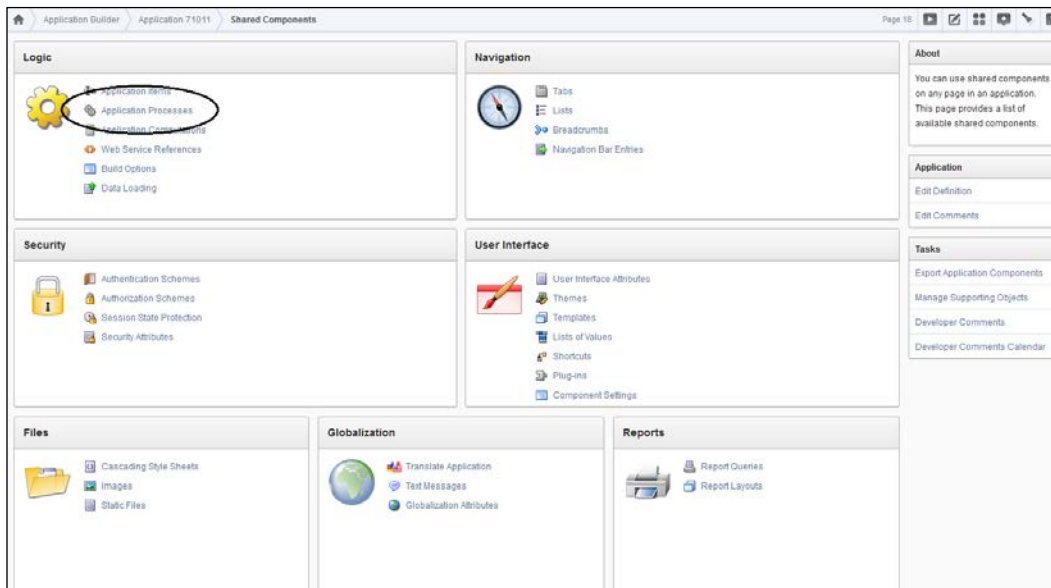 Application Builder Application 71011 Shared Components Page 18
Logic
Application Items
Application Processes
Application Computations
Web Service References
Build Options
Data Loading
Navigation
Tabs
Lists
Breadcrumbs
Navigation Bar Entries
About
You can use shared components
on any page in an application.
This page provides a list of
available shared components.
Application
Edit Definition
Edit Comments
Tasks
Export Application Components
Manage Supporting Objects
Developer Comments
Developer Comments Calendar
Security
Authentication Schemes
Authorization Schemes
Session State Protection
Security Attributes
User Interface
User Interface Attributes
Themes
Templates
Lists of Values
Shortcuts
Plug-ins
Component Settings
Files
Cascading Style Sheets
Images
Static Files
Globalization
Translate Application
Text Messages
Globalization Attributes
Reports
Report Queries
Report Layouts